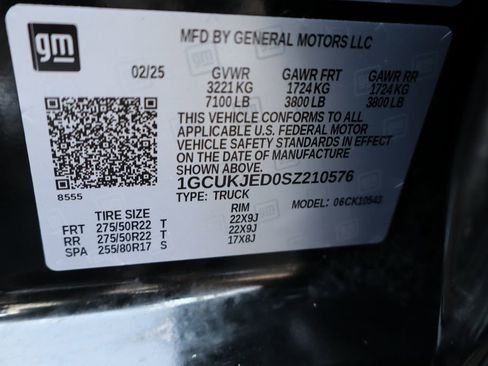 gm
MFD BY GENERAL MOTORS LLC
02/25 GVWR GAWR FRT GAWR RR
3221 KG 1724 KG 1724 KG
7100 LB 3800 LB 3800 LB
THIS VEHICLE CONFORMS TO ALL
APPLICABLE U.S. FEDERAL MOTOR
VEHICLE SAFETY STANDARDS IN EFFECT
ON THE DATE OF MANUFACTURE
SHOWN ABOVE.
1GCUKJED0SZ210576
8555 TYPE: TRUCK MODEL: 06CK10543
TIRE SIZE RIM
FRT 275/50R22 T 22X9J
RR 275/50R22 T 22X9J
SPA 255/80R17 S 17X8J